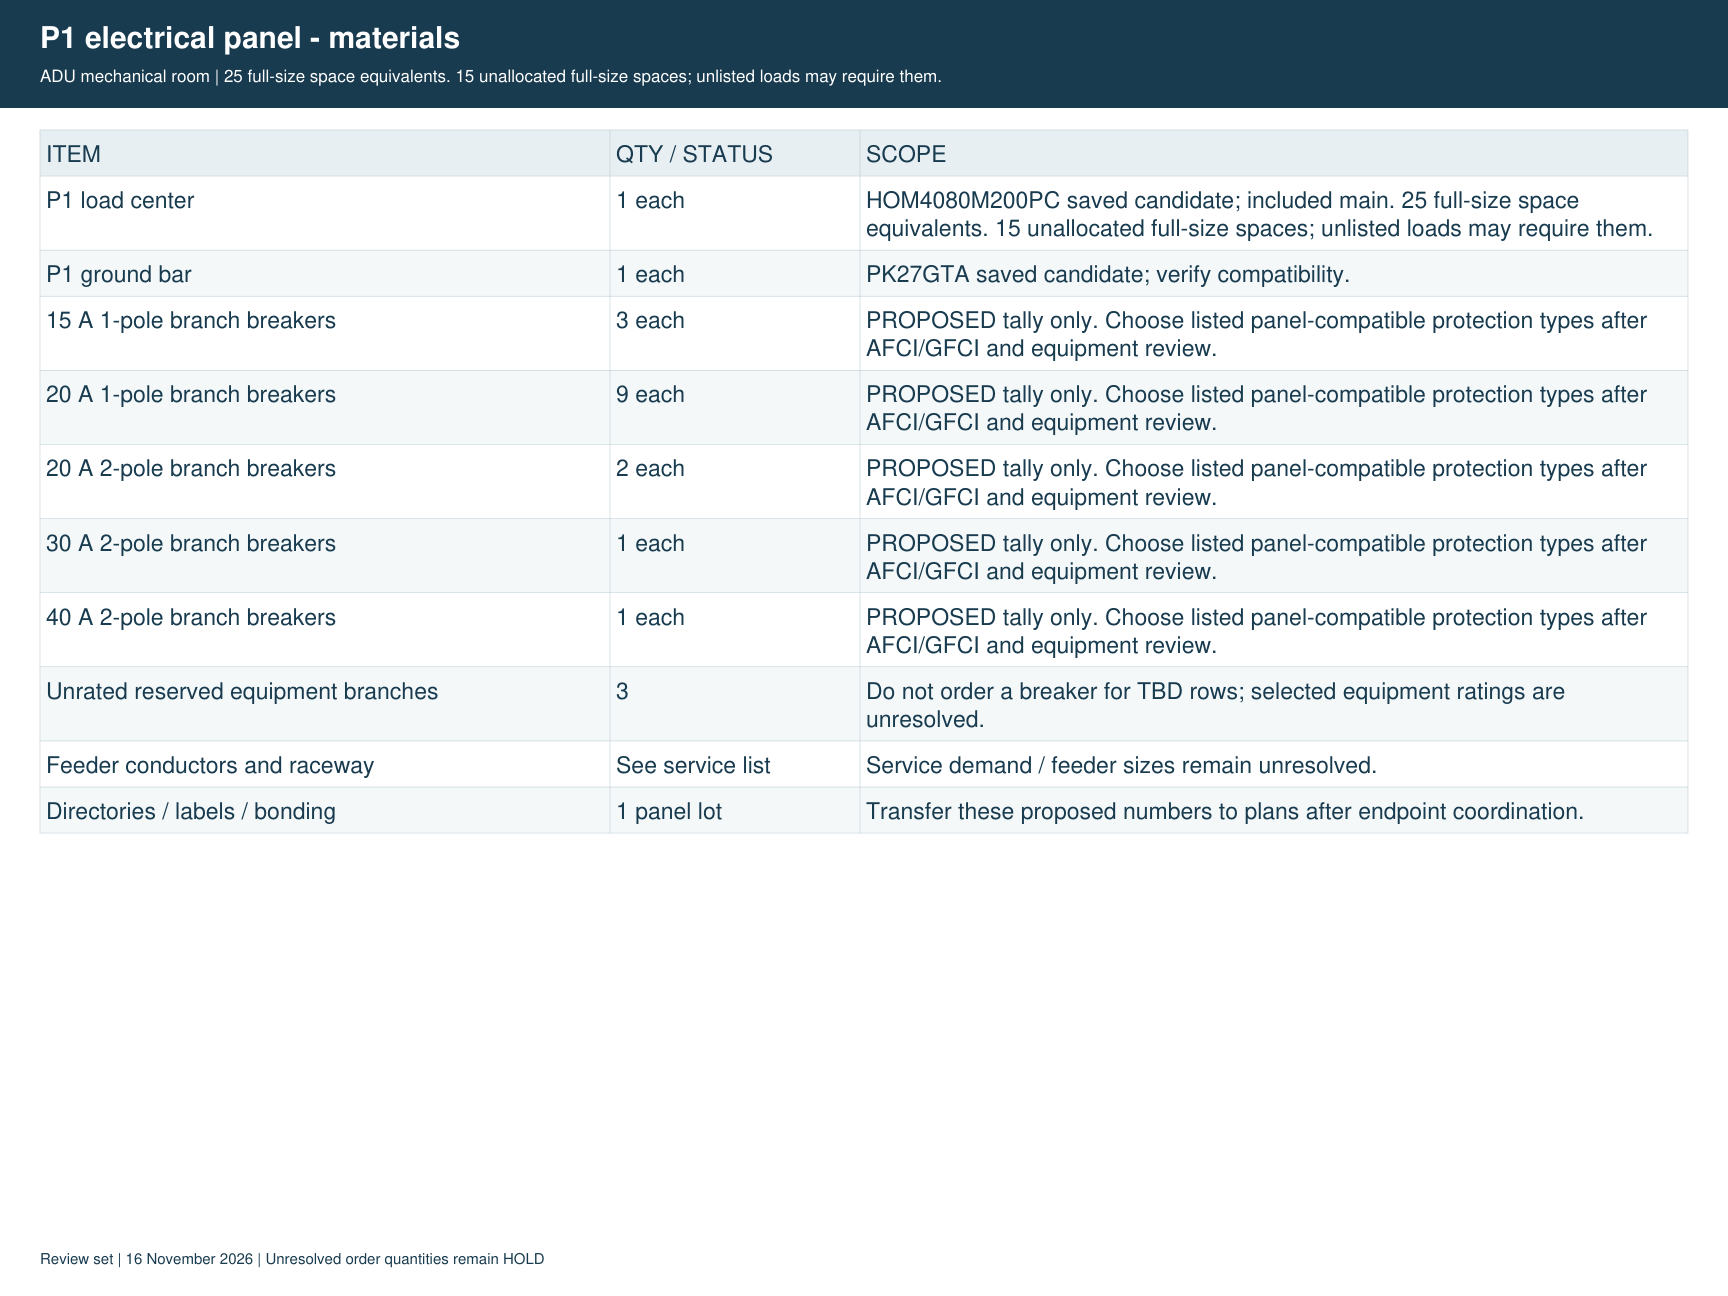 P1 electrical panel - materials
ADU mechanical room | 25 full-size space equivalents. 15 unallocated full-size spaces; unlisted loads may require them.
ITEM QTY / STATUS SCOPE
P1 load center 1 each HOM4080M200PC saved candidate; included main. 25 full-size space
equivalents. 15 unallocated full-size spaces; unlisted loads may require them.
P1 ground bar 1 each PK27GTA saved candidate; verify compatibility.
15 A 1-pole branch breakers 3 each PROPOSED tally only. Choose listed panel-compatible protection types after
AFCI/GFCI and equipment review.
20 A 1-pole branch breakers 9 each PROPOSED tally only. Choose listed panel-compatible protection types after
AFCI/GFCI and equipment review.
20 A 2-pole branch breakers 2 each PROPOSED tally only. Choose listed panel-compatible protection types after
AFCI/GFCI and equipment review.
30 A 2-pole branch breakers 1 each PROPOSED tally only. Choose listed panel-compatible protection types after
AFCI/GFCI and equipment review.
40 A 2-pole branch breakers 1 each PROPOSED tally only. Choose listed panel-compatible protection types after
AFCI/GFCI and equipment review.
Unrated reserved equipment branches 3 Do not order a breaker for TBD rows; selected equipment ratings are
unresolved.
Feeder conductors and raceway See service list Service demand / feeder sizes remain unresolved.
Directories / labels / bonding 1 panel lot Transfer these proposed numbers to plans after endpoint coordination.
Review set | 16 November 2026 | Unresolved order quantities remain HOLD